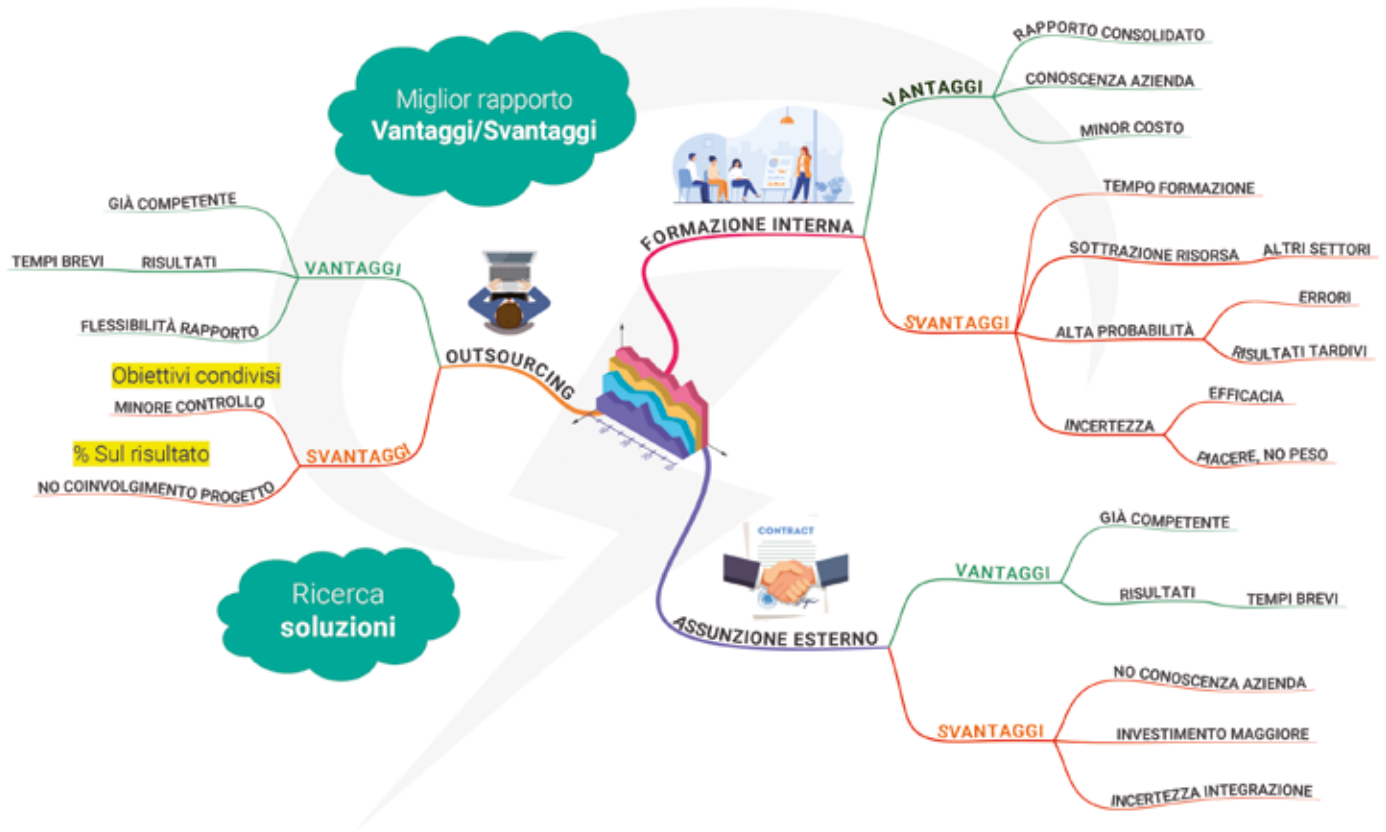 Miglior rapporto
Vantaggi/Svantaggi
FORMAZIONE INTERNA
VANTAGGI
RAPPORTO CONSOLIDATO
CONOSCENZA AZIENDA
MINOR COSTO
SVANTAGGI
TEMPO FORMAZIONE
SOTTRAZIONE RISORSA
ALTRI SETTORI
ALTA PROBABILITÀ
ERRORI
RISULTATI TARDIVI
INCERTEZZA
EFFICACIA
PIACERE, NO PESO
CONTRACT
ASSUNZIONE ESTERNO
VANTAGGI
GIÀ COMPETENTE
RISULTATI
TEMPI BREVI
SVANTAGGI
NO CONOSCENZA AZIENDA
INVESTIMENTO MAGGIORE
INCERTEZZA INTEGRAZIONE
OUTSOURCING
VANTAGGI
GIÀ COMPETENTE
RISULTATI
TEMPI BREVI
FLESSIBILITÀ RAPPORTO
SVANTAGGI
Obiettivi condivisi
MINORE CONTROLLO
% Sul risultato
NO COINVOLGIMENTO PROGETTO
Ricerca
soluzioni